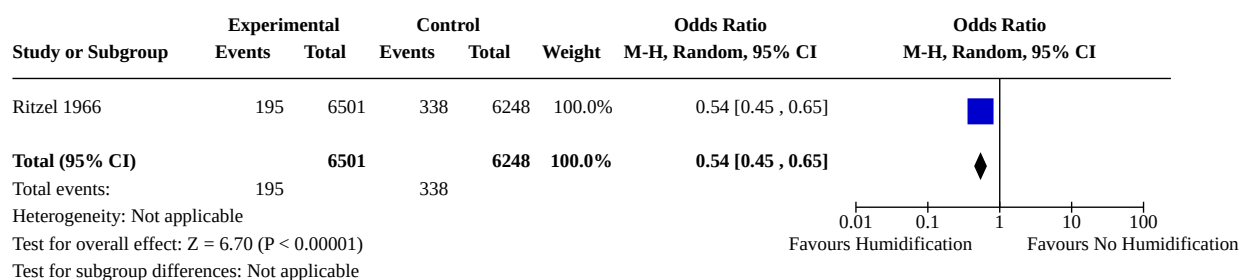 Experimental Control Odds Ratio Odds Ratio
Study or Subgroup Events Total Events Total Weight M-H, Random, 95% CI M-H, Random, 95% CI
Ritzel 1966 195 6501 338 6248 100.0% 0.54 [0.45 , 0.65]
Total (95% CI) 6501 6248 100.0% 0.54 [0.45 , 0.65]
Total events: 195 338
Heterogeneity: Not applicable
0.01 0.1 1 10 100
Test for overall effect: Z = 6.70 (P < 0.00001) Favours Humidification Favours No Humidification
Test for subgroup differences: Not applicable